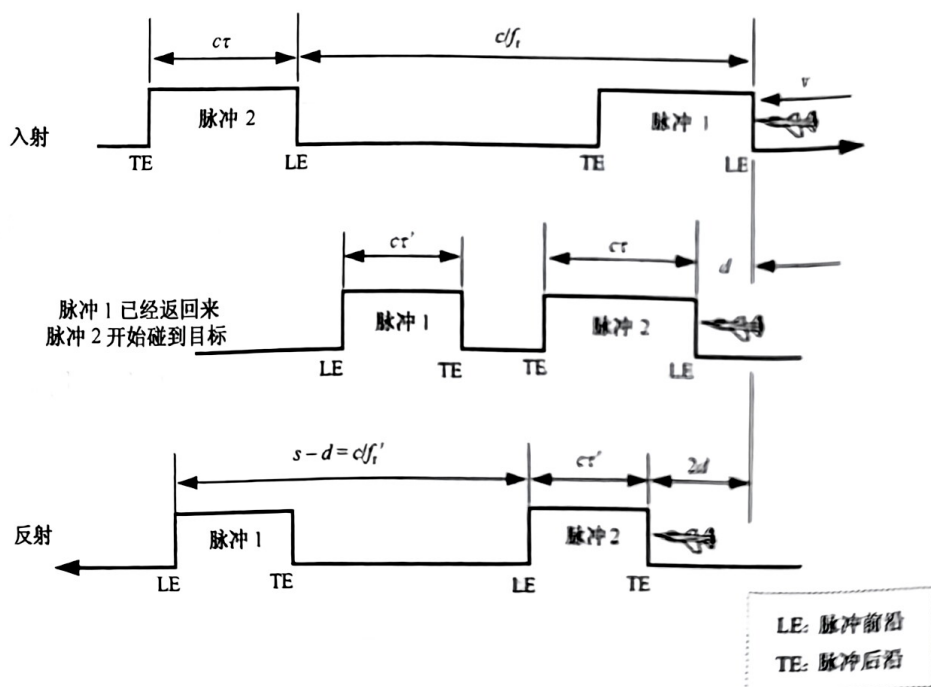 cτ
c/fᵣ
v
入射
脉冲 2
脉冲 1
TE
LE
TE
LE
cτ'
cτ
d
脉冲 1 已经返回来
脉冲 2 开始碰到目标
脉冲 1
脉冲 2
LE
TE
TE
LE
s – d = c/fᵣ'
cτ'
2d
反射
脉冲 1
脉冲 2
LE
TE
LE
TE
LE: 脉冲前沿
TE: 脉冲后沿